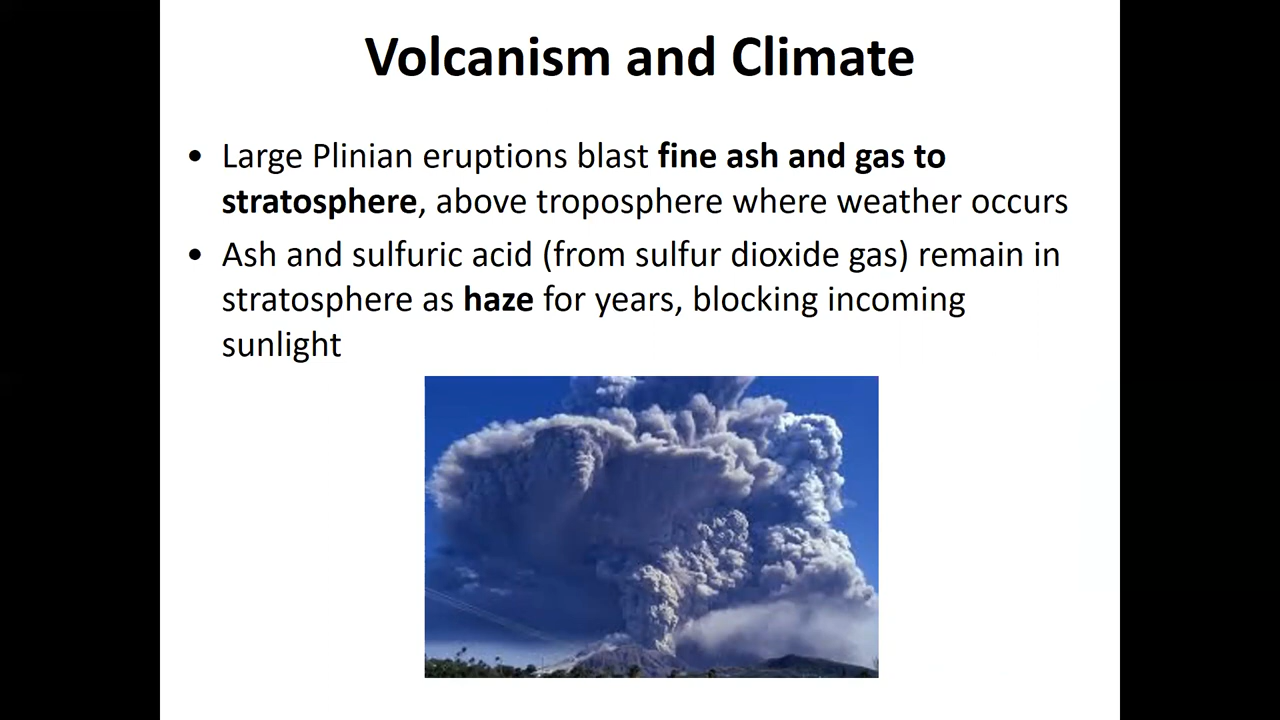 Volcanism and Climate
• Large Plinian eruptions blast fine ash and gas to
stratosphere, above troposphere where weather occurs
• Ash and sulfuric acid (from sulfur dioxide gas) remain in
stratosphere as haze for years, blocking incoming
sunlight